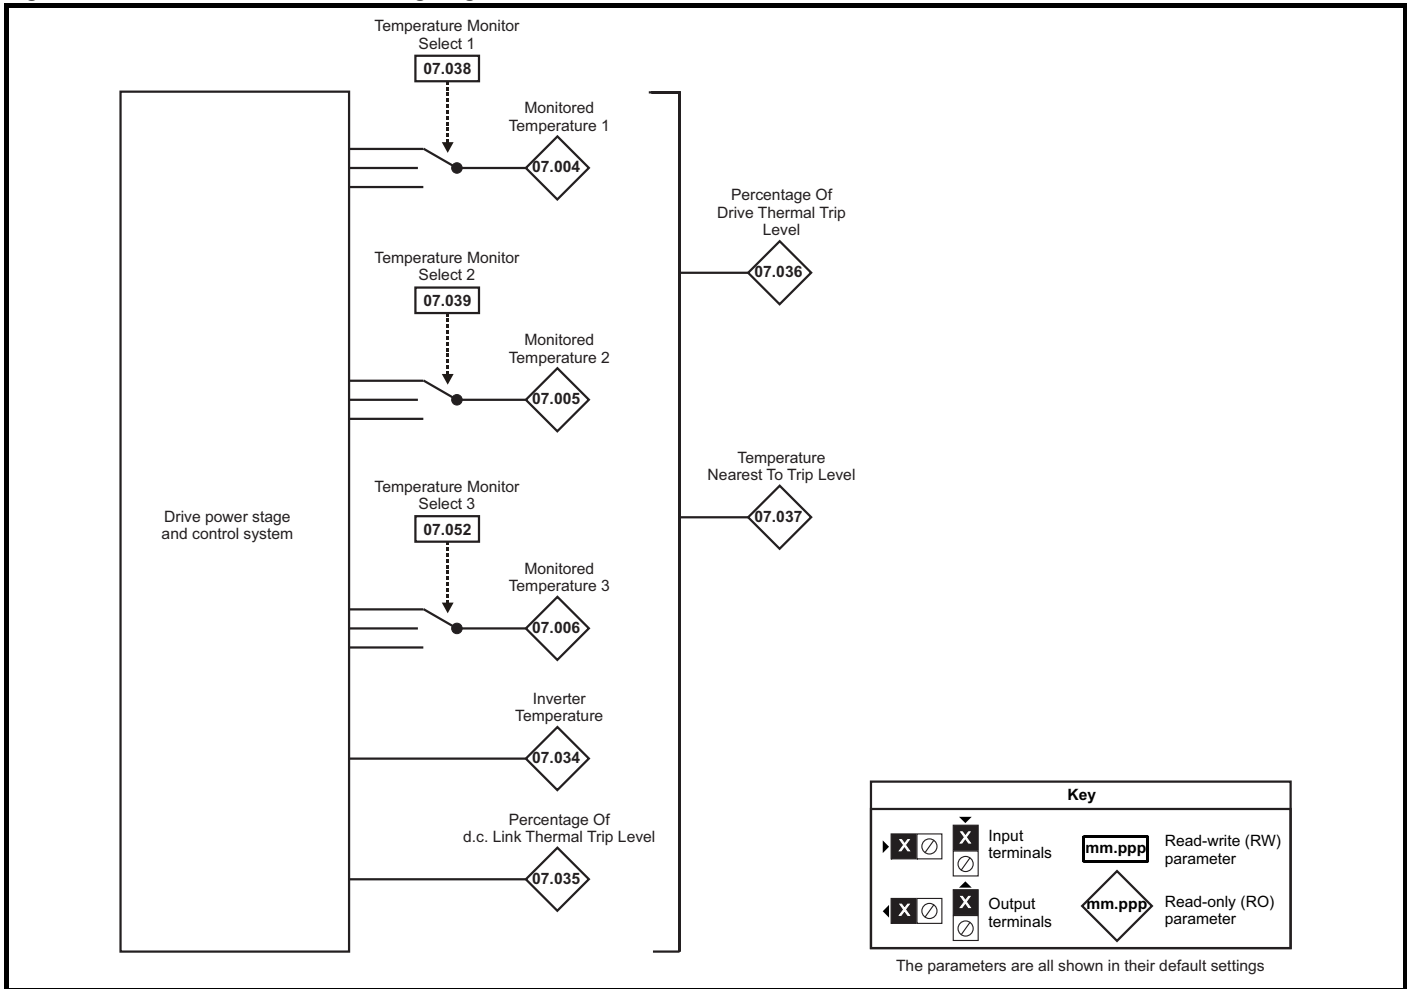 Temperature Monitor
Select 1
07.038
Monitored
Temperature 1
07.004
Percentage Of
Drive Thermal Trip
Level
07.036
Temperature Monitor
Select 2
07.039
Monitored
Temperature 2
07.005
Temperature
Nearest To Trip Level
07.037
Temperature Monitor
Select 3
07.052
Drive power stage
and control system
Monitored
Temperature 3
07.006
Inverter
Temperature
07.034
Percentage Of
d.c. Link Thermal Trip Level
07.035
Key
X
X
Input
terminals
mm.ppp
Read-write (RW)
parameter
X
X
Output
terminals
mm.ppp
Read-only (RO)
parameter
The parameters are all shown in their default settings